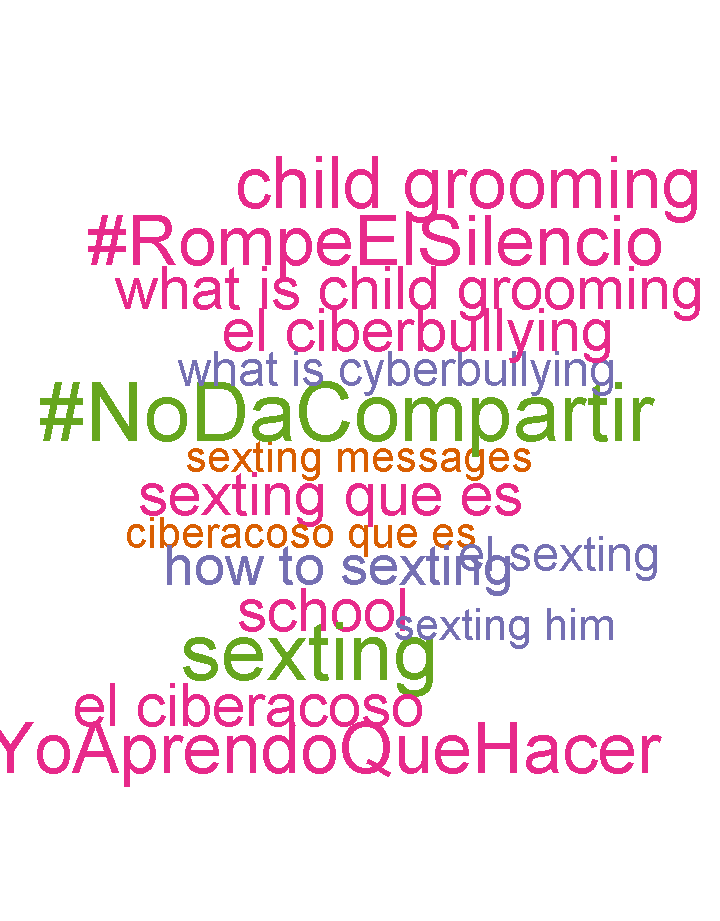 child grooming
#RompeElSilencio
what is child grooming
el ciberbullying
what is cyberbullying
#NoDaCompartir
sexting messages
sexting que es
ciberacoso que es
el sexting
how to sexting
school
sexting him
sexting
el ciberacoso
YoAprendoQueHacer